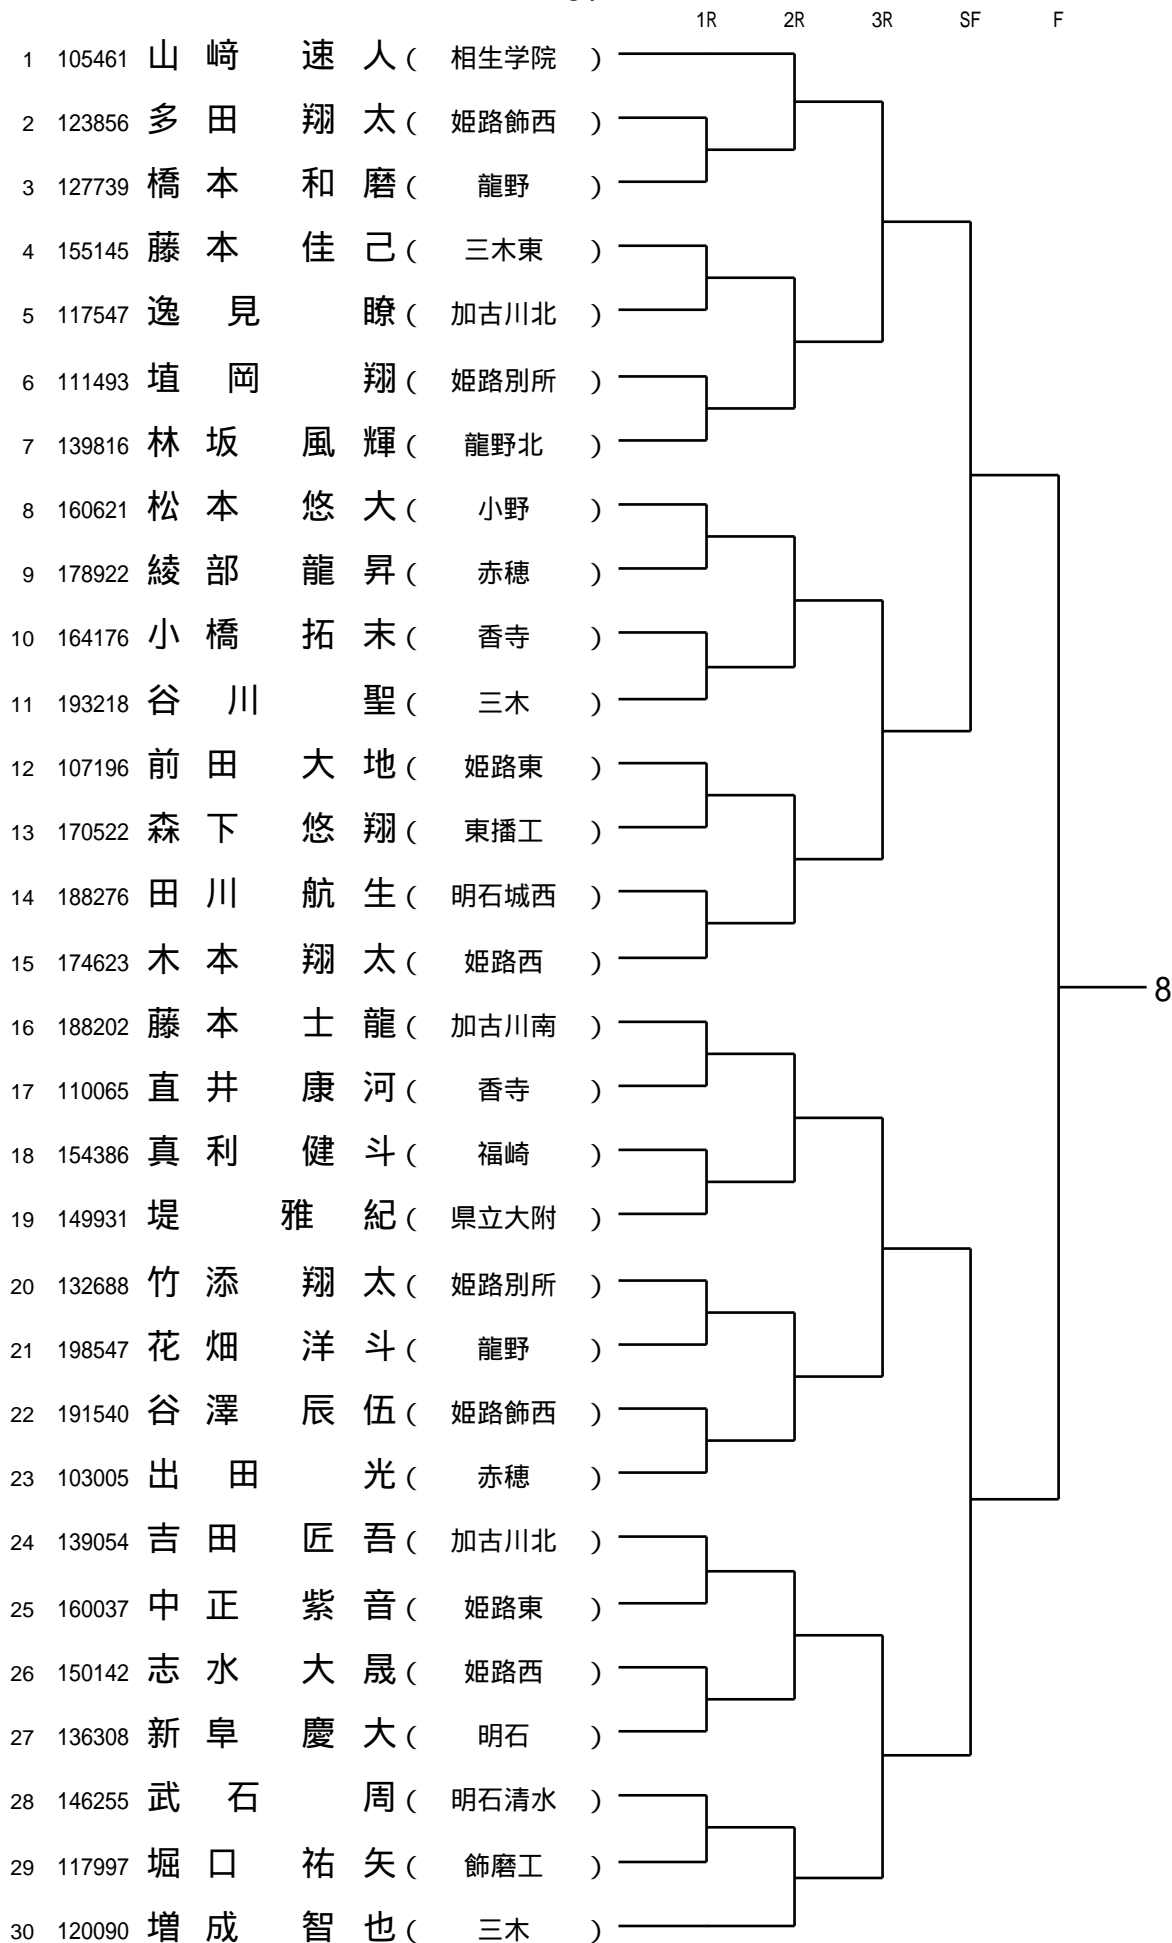 1R 2R 3R SF F
1 105461 山﨑 速人 ( 相生学院 )
2 123856 多田 翔太 ( 姫路飾西 )
3 127739 橋本 和磨 ( 龍野 )
4 155145 藤本 佳己 ( 三木東 )
5 117547 逸見 瞭 ( 加古川北 )
6 111493 埴岡 翔 ( 姫路別所 )
7 139816 林坂 風輝 ( 龍野北 )
8 160621 松本 悠大 ( 小野 )
9 178922 綾部 龍昇 ( 赤穂 )
10 164176 小橋 拓末 ( 香寺 )
11 193218 谷川 聖 ( 三木 )
12 107196 前田 大地 ( 姫路東 )
13 170522 森下 悠翔 ( 東播工 )
14 188276 田川 航生 ( 明石城西 )
15 174623 木本 翔太 ( 姫路西 )
8
16 188202 藤本 士龍 ( 加古川南 )
17 110065 直井 康河 ( 香寺 )
18 154386 真利 健斗 ( 福崎 )
19 149931 堤 雅紀 ( 県立大附 )
20 132688 竹添 翔太 ( 姫路別所 )
21 198547 花畑 洋斗 ( 龍野 )
22 191540 谷澤 辰伍 ( 姫路飾西 )
23 103005 出田 光 ( 赤穂 )
24 139054 吉田 匠吾 ( 加古川北 )
25 160037 中正 紫音 ( 姫路東 )
26 150142 志水 大晟 ( 姫路西 )
27 136308 新阜 慶大 ( 明石 )
28 146255 武石 周 ( 明石清水 )
29 117997 堀口 祐矢 ( 飾磨工 )
30 120090 増成 智也 ( 三木 )